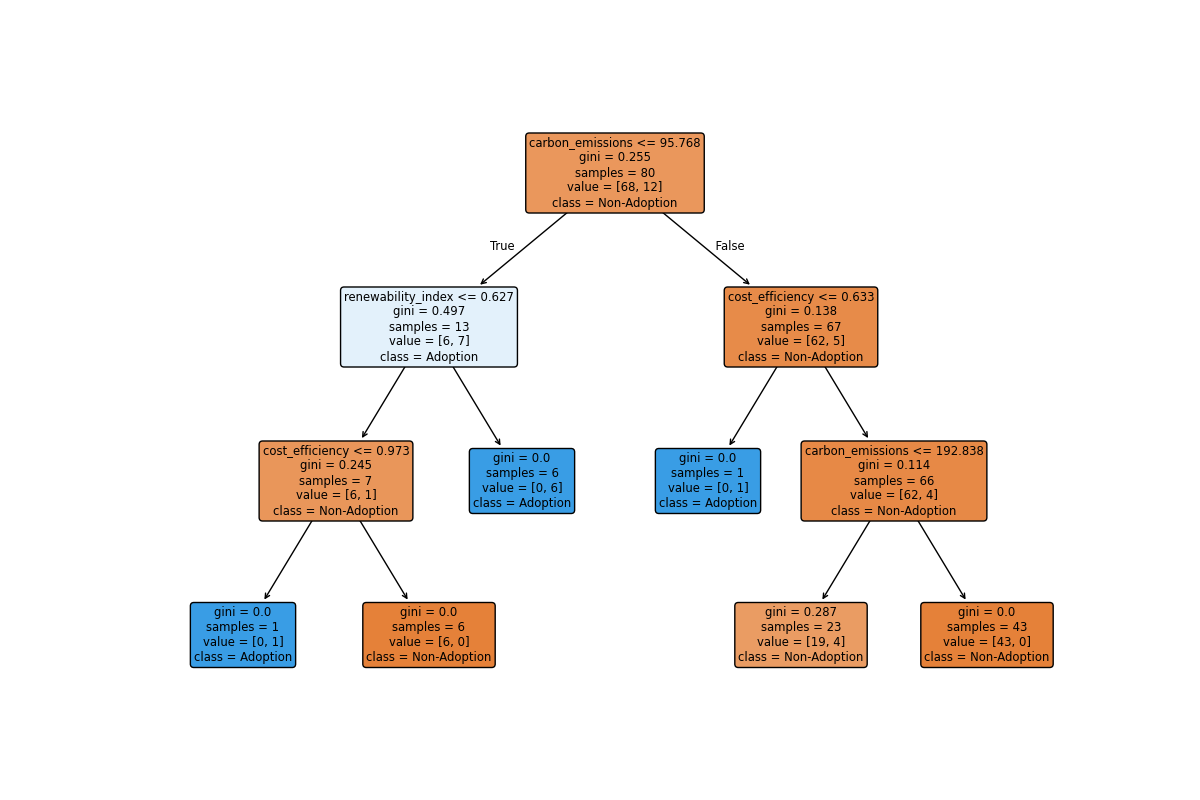 carbon_emissions <= 95.768
gini = 0.255
samples = 80
value = [68, 12]
class = Non-Adoption
True
False
renewability_index <= 0.627
gini = 0.497
samples = 13
value = [6, 7]
class = Adoption
cost_efficiency <= 0.633
gini = 0.138
samples = 67
value = [62, 5]
class = Non-Adoption
cost_efficiency <= 0.973
gini = 0.245
samples = 7
value = [6, 1]
class = Non-Adoption
gini = 0.0
samples = 6
value = [0, 6]
class = Adoption
gini = 0.0
samples = 1
value = [0, 1]
class = Adoption
carbon_emissions <= 192.838
gini = 0.114
samples = 66
value = [62, 4]
class = Non-Adoption
gini = 0.0
samples = 1
value = [0, 1]
class = Adoption
gini = 0.0
samples = 6
value = [6, 0]
class = Non-Adoption
gini = 0.287
samples = 23
value = [19, 4]
class = Non-Adoption
gini = 0.0
samples = 43
value = [43, 0]
class = Non-Adoption